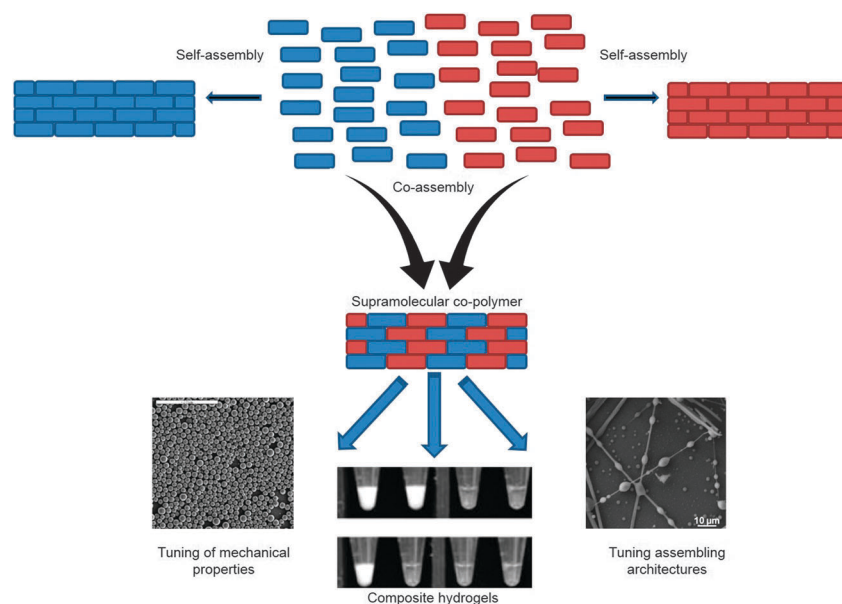 Self-assembly
Self-assembly
Co-assembly
Supramolecular co-polymer
10 µm
Tuning of mechanical
properties
Tuning assembling
architectures
Composite hydrogels